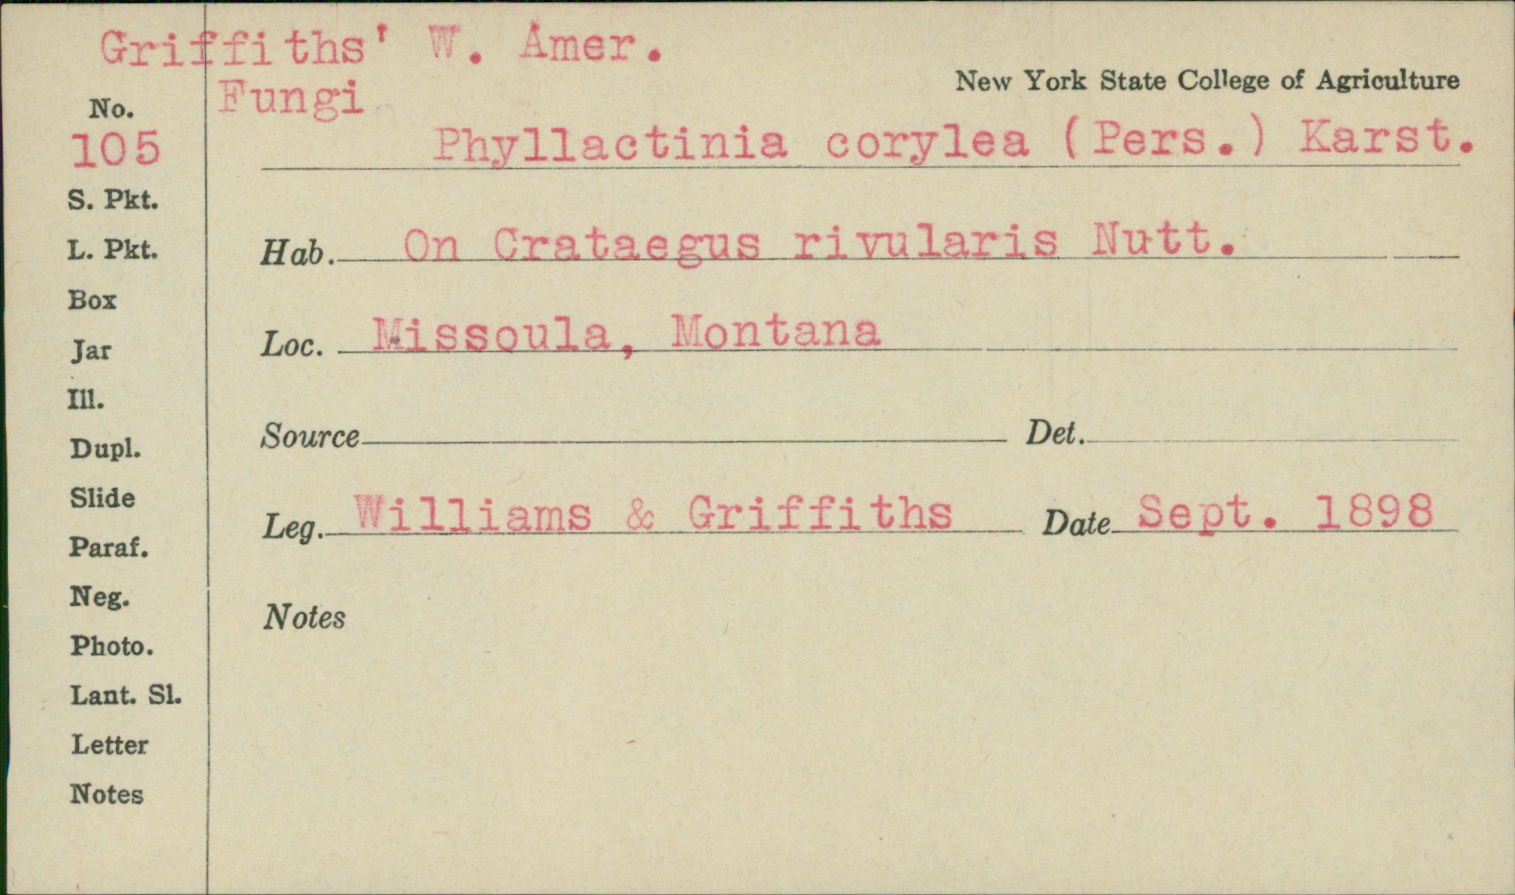 Griffiths' W. Amer.
Fungi
New York State College of Agriculture
No.
105
Phyllactinia corylea (Pers.) Karst.
S. Pkt.
L. Pkt.
Hab. On Crataegus rivularis Nutt.
Box
Jar
Loc. Missoula, Montana
Ill.
Dupl.
Source Det.
Slide
Leg. Williams & Griffiths Date Sept. 1898
Paraf.
Neg.
Notes
Photo.
Lant. Sl.
Letter
Notes